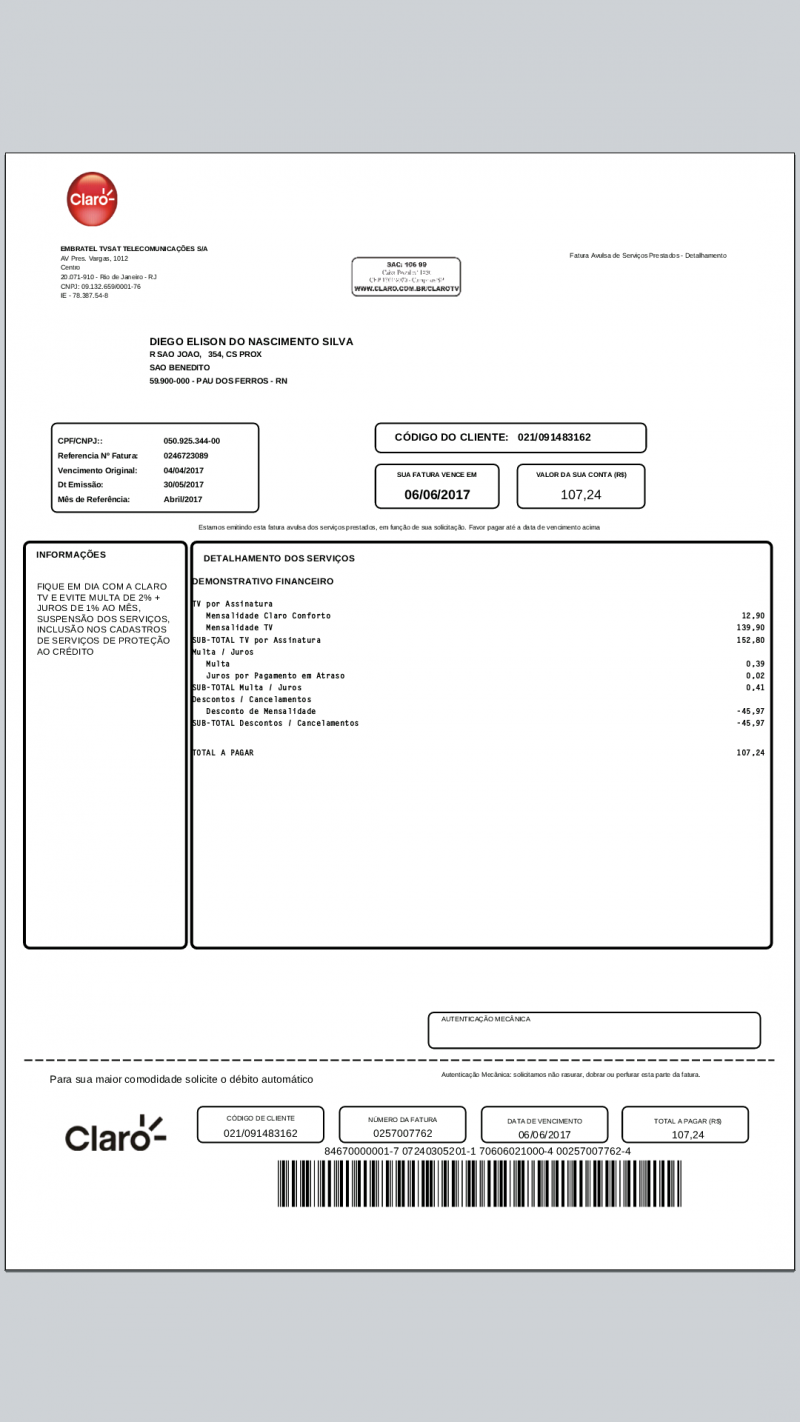 Claro
EMBRATEL TVSAT TELECOMUNICAÇÕES S/A
AV Pres. Vargas, 1012
Centro
20.071-910 - Rio de Janeiro - RJ
CNPJ: 09.132.659/0001-76
IE - 78.387.54-8
SAC: 106 99
WWW.CLARO.COM.BR/CLAROTV
Fatura Avulsa de Serviços Prestados - Detalhamento
DIEGO ELISON DO NASCIMENTO SILVA
R SAO JOAO, 354, CS PROX
SAO BENEDITO
59.900-000 - PAU DOS FERROS - RN
CPF/CNPJ:: 050.925.344-00
Referencia Nº Fatura: 0246723089
Vencimento Original: 04/04/2017
Dt Emissão: 30/05/2017
Mês de Referência: Abril/2017
CÓDIGO DO CLIENTE: 021/091483162
SUA FATURA VENCE EM
06/06/2017
VALOR DA SUA CONTA (R$)
107,24
Estamos emitindo esta fatura avulsa dos serviços prestados, em função de sua solicitação. Favor pagar até a data de vencimento acima
INFORMAÇÕES
FIQUE EM DIA COM A CLARO
TV E EVITE MULTA DE 2% +
JUROS DE 1% AO MÊS,
SUSPENSÃO DOS SERVIÇOS,
INCLUSÃO NOS CADASTROS
DE SERVIÇOS DE PROTEÇÃO
AO CRÉDITO
DETALHAMENTO DOS SERVIÇOS
DEMONSTRATIVO FINANCEIRO
TV por Assinatura
Mensalidade Claro Conforto 12,90
Mensalidade TV 139,90
SUB-TOTAL TV por Assinatura 152,80
Multa / Juros
Multa 0,39
Juros por Pagamento em Atraso 0,02
SUB-TOTAL Multa / Juros 0,41
Descontos / Cancelamentos
Desconto de Mensalidade -45,97
SUB-TOTAL Descontos / Cancelamentos -45,97
TOTAL A PAGAR 107,24
AUTENTICAÇÃO MECÂNICA
Para sua maior comodidade solicite o débito automático
Autenticação Mecânica: solicitamos não rasurar, dobrar ou perfurar esta parte da fatura.
Claro
CÓDIGO DE CLIENTE
021/091483162
NÚMERO DA FATURA
0257007762
DATA DE VENCIMENTO
06/06/2017
TOTAL A PAGAR (R$)
107,24
84670000001-7 07240305201-1 70606021000-4 00257007762-4